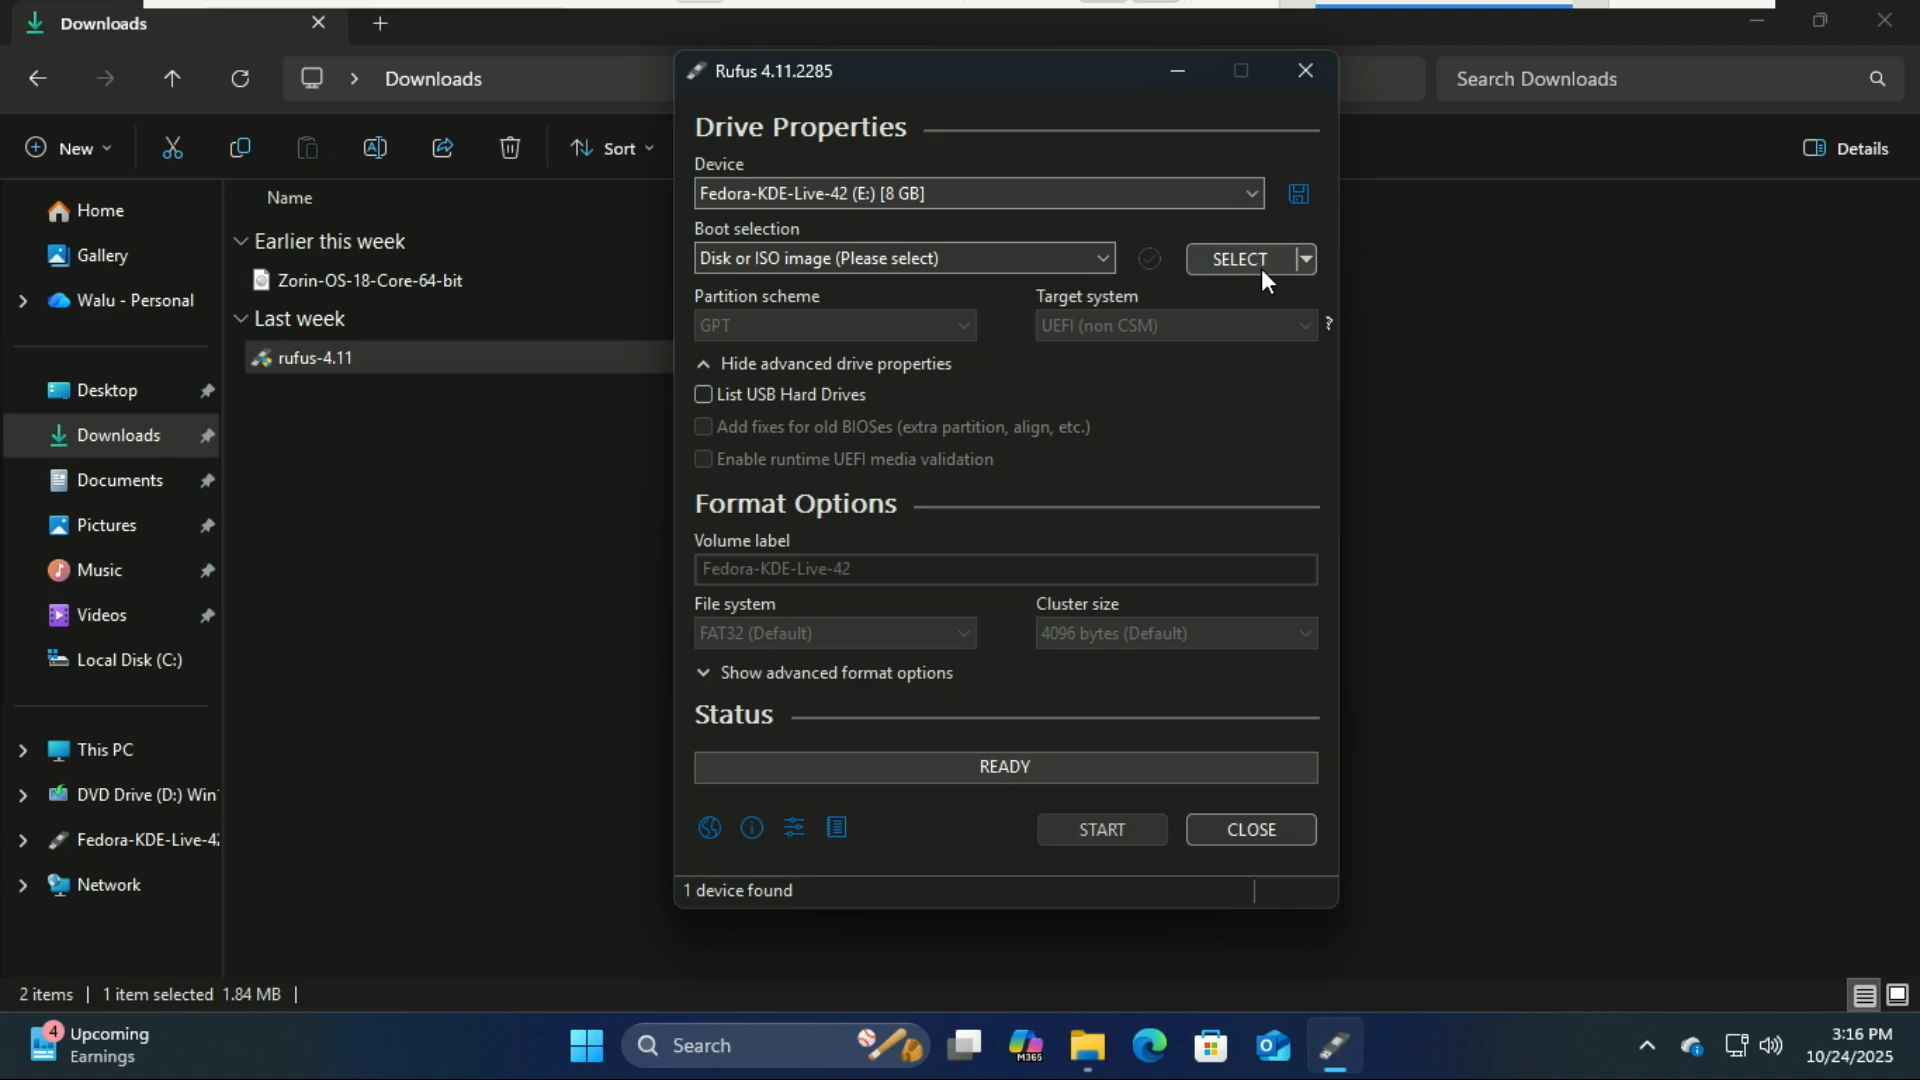 Downloads
Downloads
Search Downloads
New
Sort
Details
Home
Gallery
Walu - Personal
Desktop
Downloads
Documents
Pictures
Music
Videos
Local Disk (C:)
This PC
DVD Drive (D:) Win
Fedora-KDE-Live-42
Network
Name
Earlier this week
Zorin-OS-18-Core-64-bit
Last week
rufus-4.11
Rufus 4.11.2285
Drive Properties
Device
Fedora-KDE-Live-42 (E:) [8 GB]
Boot selection
Disk or ISO image (Please select)
SELECT
Partition scheme
Target system
GPT
UEFI (non CSM)
?
Hide advanced drive properties
List USB Hard Drives
Add fixes for old BIOSes (extra partition, align, etc.)
Enable runtime UEFI media validation
Format Options
Volume label
Fedora-KDE-Live-42
File system
Cluster size
FAT32 (Default)
4096 bytes (Default)
Show advanced format options
Status
READY
START
CLOSE
1 device found
2 items
1 item selected 1.84 MB
4
Upcoming
Earnings
Search
M365
3:16 PM
10/24/2025